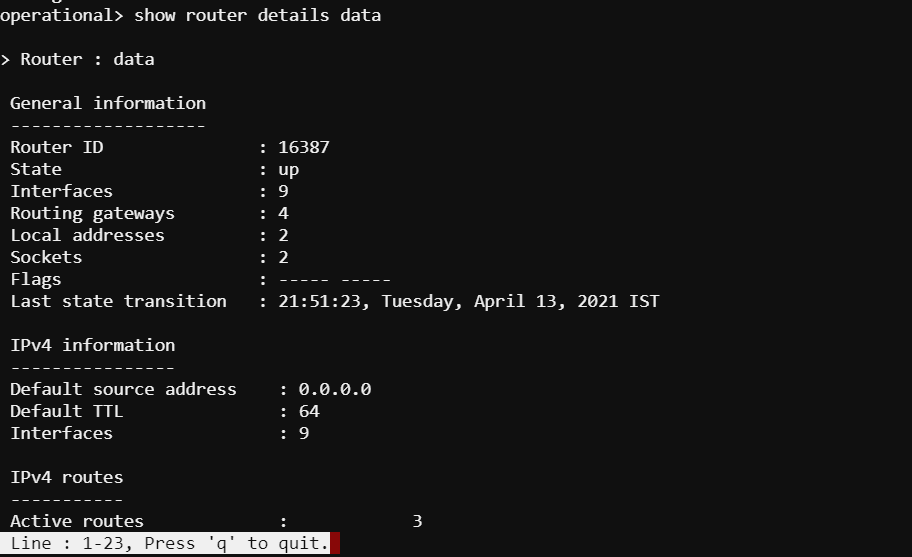 operational> show router details data
> Router : data
General information
-------------------
Router ID : 16387
State : up
Interfaces : 9
Routing gateways : 4
Local addresses : 2
Sockets : 2
Flags : ----- -----
Last state transition : 21:51:23, Tuesday, April 13, 2021 IST
IPv4 information
----------------
Default source address : 0.0.0.0
Default TTL : 64
Interfaces : 9
IPv4 routes
-----------
Active routes : 3
Line : 1-23, Press 'q' to quit.